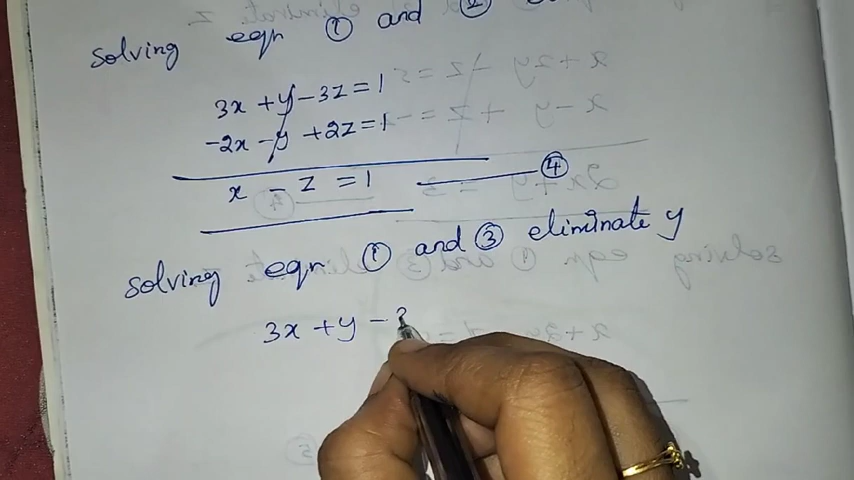 solving eqn ① and ②
3x + y - 3z = 1
-2x - y + 2z = 1
x - z = 1 ④
solving eqn ① and ③ eliminate y
3x + y -